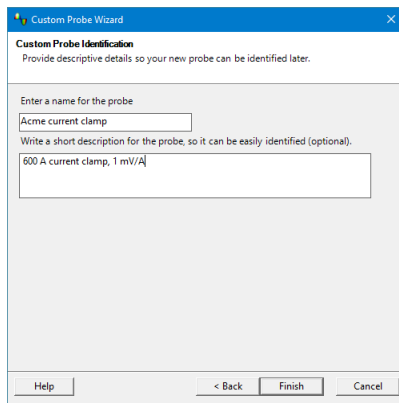 Custom Probe Wizard
Custom Probe Identification
Provide descriptive details so your new probe can be identified later.
Enter a name for the probe
Acme current clamp
Write a short description for the probe, so it can be easily identified (optional).
600 A current clamp, 1 mV/A
Help < Back Finish Cancel